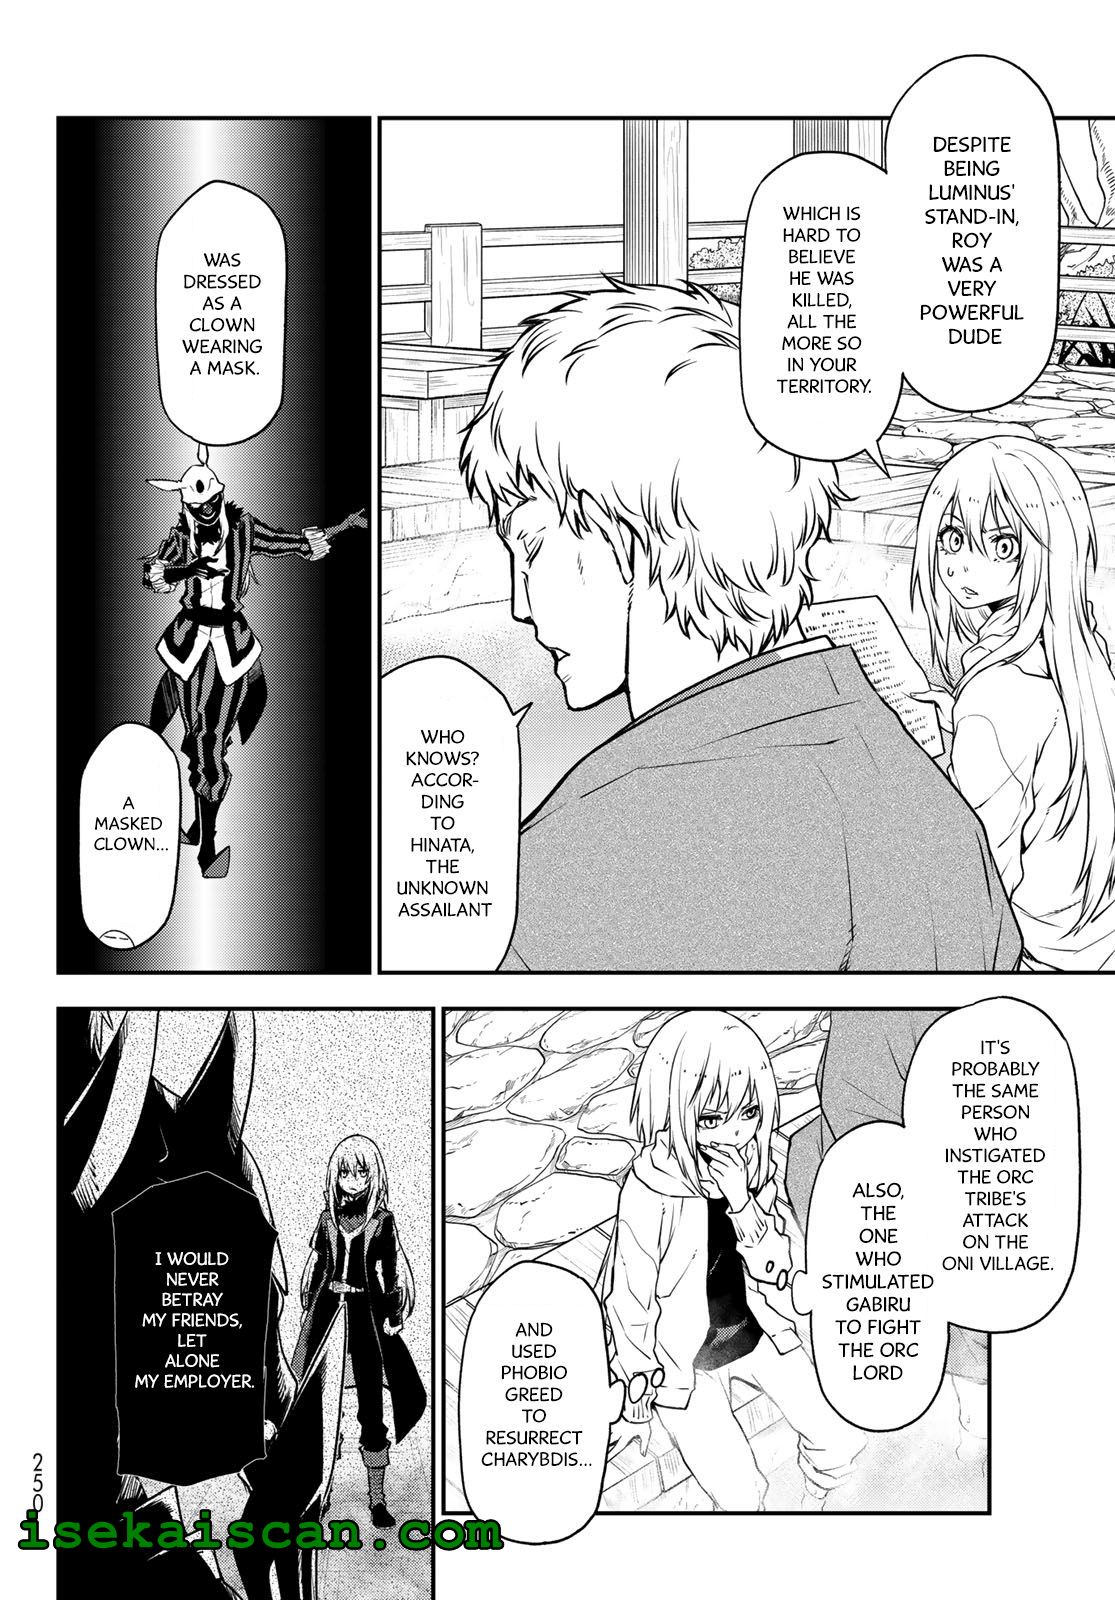 DESPITE
BEING
LUMINUS'
STAND-IN,
ROY
WAS A
VERY
POWERFUL
DUDE
WHICH IS
HARD TO
BELIEVE
HE WAS
KILLED,
ALL THE
MORE SO
IN YOUR
TERRITORY.
WHO
KNOWS?
ACCOR-
DING
TO
HINATA,
THE
UNKNOWN
ASSAILANT
WAS
DRESSED
AS A
CLOWN
WEARING
A MASK.
A
MASKED
CLOWN...
IT'S
PROBABLY
THE SAME
PERSON
WHO
INSTIGATED
THE ORC
TRIBE'S
ATTACK
ON THE
ONI VILLAGE.
ALSO,
THE
ONE
WHO
STIMULATED
GABIRU
TO FIGHT
THE ORC
LORD
AND
USED
PHOBIO
GREED
TO
RESURRECT
CHARYBDIS...
I WOULD
NEVER
BETRAY
MY FRIENDS,
LET
ALONE
MY EMPLOYER.
250
isekaiscan.com